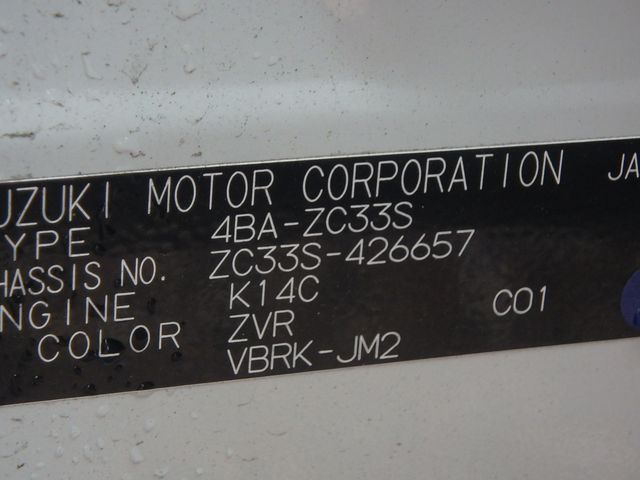 UZUKI MOTOR CORPORATION JA
YPE 4BA-ZC33S
HASSIS NO. ZC33S-426657
NGINE K14C
COLOR ZVR C01
VBRK-JM2